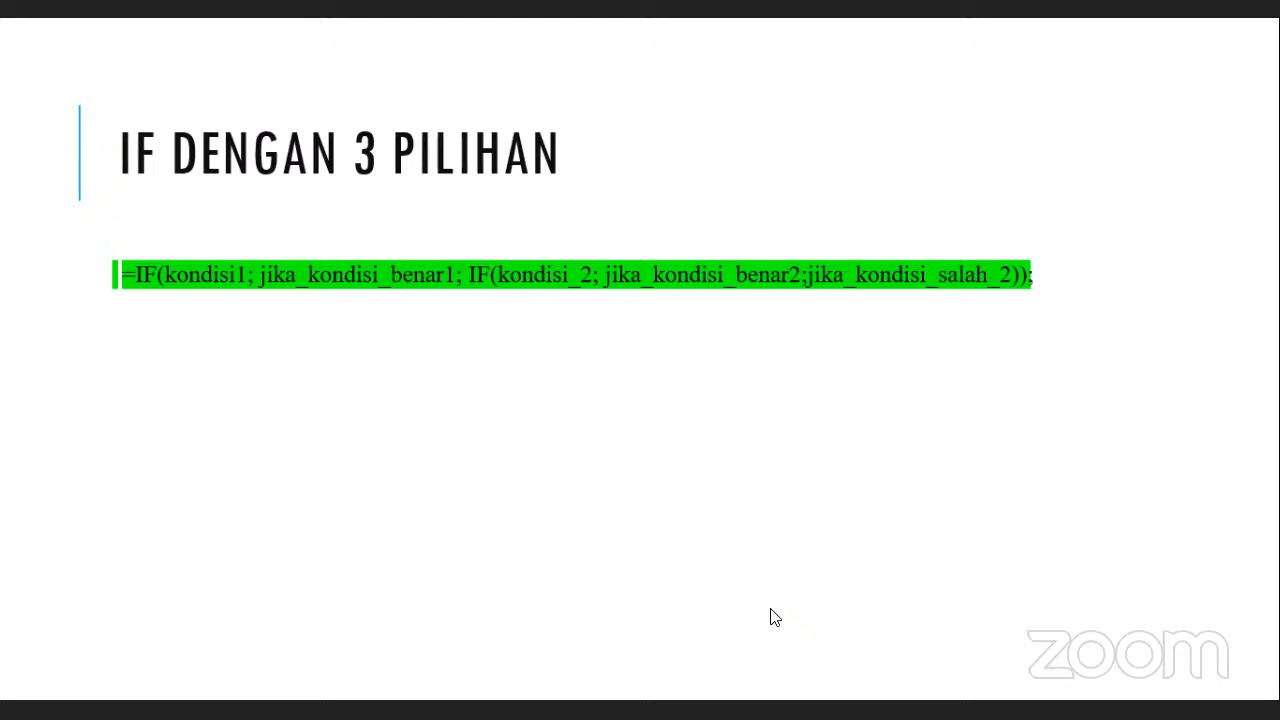 IF DENGAN 3 PILIHAN
=IF(kondisi1; jika_kondisi_benar1; IF(kondisi_2; jika_kondisi_benar2;jika_kondisi_salah_2));
zoom